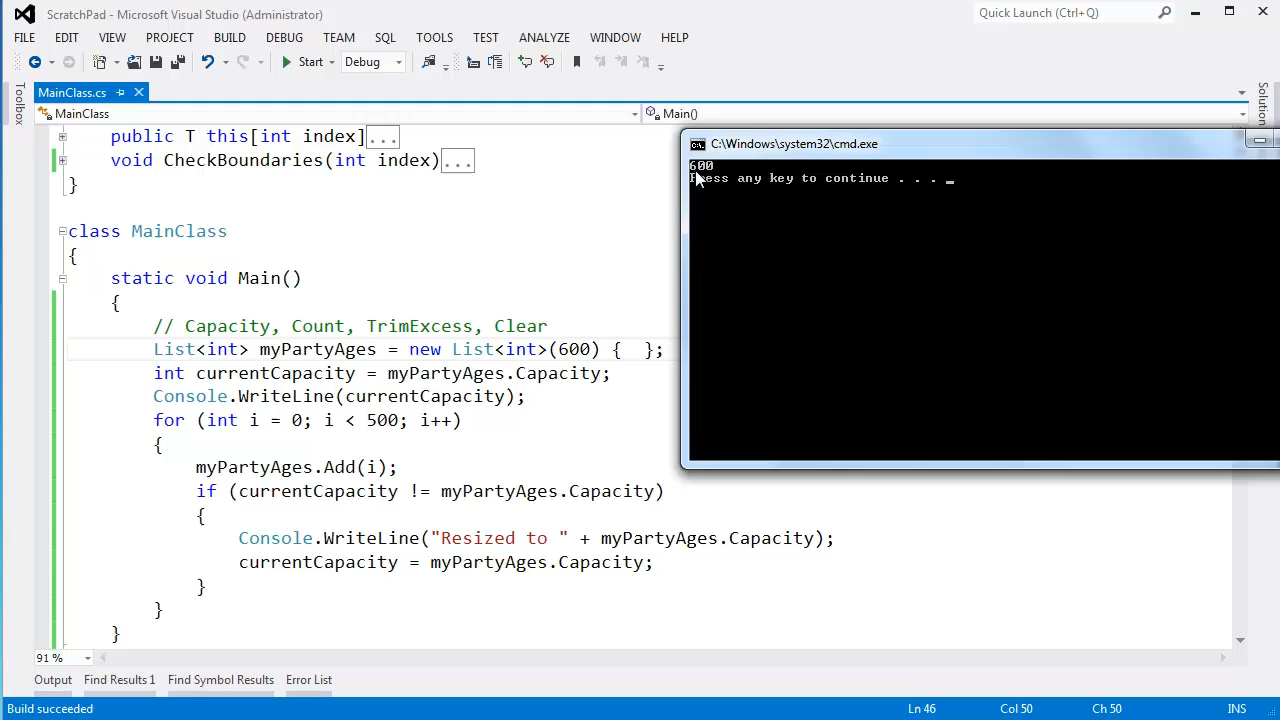 ScratchPad - Microsoft Visual Studio (Administrator)
Quick Launch (Ctrl+Q)
FILE EDIT VIEW PROJECT BUILD DEBUG TEAM SQL TOOLS TEST ANALYZE WINDOW HELP
Start Debug
Toolbox
MainClass.cs
MainClass
Main()
public T this[int index]...
void CheckBoundaries(int index)...
}
class MainClass
{
static void Main()
{
// Capacity, Count, TrimExcess, Clear
List<int> myPartyAges = new List<int>(600) {  };
int currentCapacity = myPartyAges.Capacity;
Console.WriteLine(currentCapacity);
for (int i = 0; i < 500; i++)
{
myPartyAges.Add(i);
if (currentCapacity != myPartyAges.Capacity)
{
Console.WriteLine("Resized to " + myPartyAges.Capacity);
currentCapacity = myPartyAges.Capacity;
}
}
}
C:\Windows\system32\cmd.exe
600
Press any key to continue . . . _
91 %
Output Find Results 1 Find Symbol Results Error List
Build succeeded
Ln 46 Col 50 Ch 50 INS